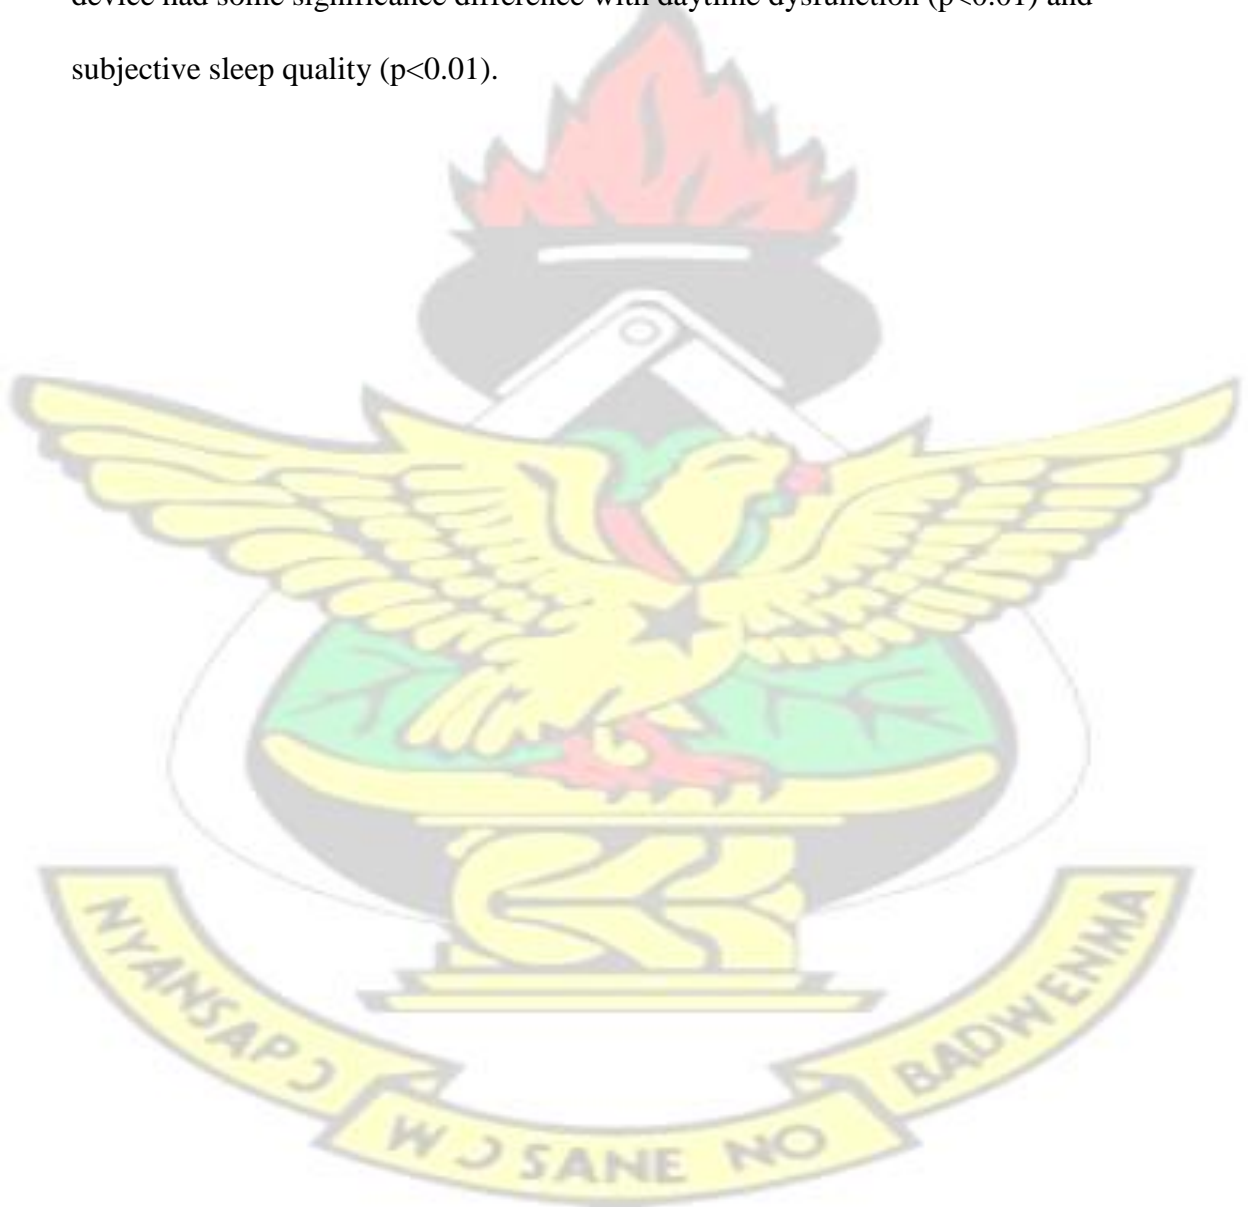 device had some significance difference with daytime dysfunction (p<0.01) and
subjective sleep quality (p<0.01).
NYANSAPƆ
WƆ SANE NO
BADWENMA